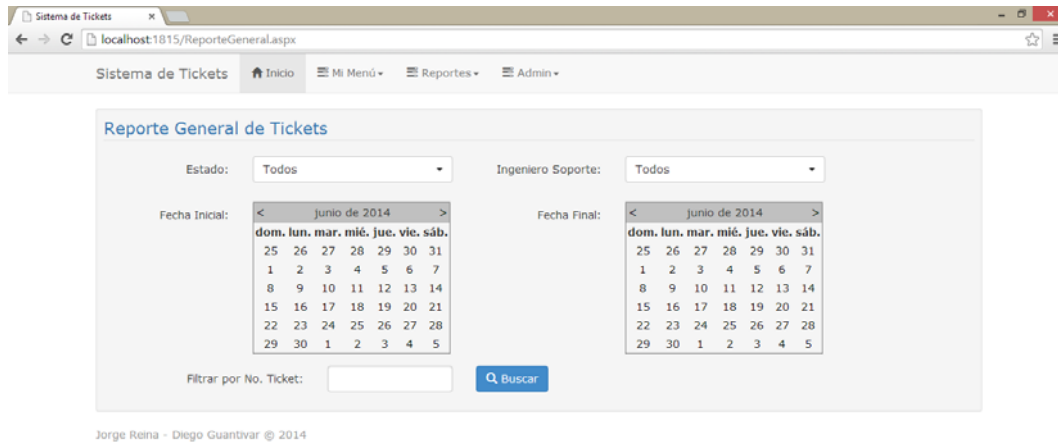 Sistema de Tickets
localhost:1815/ReporteGeneral.aspx
Sistema de Tickets Inicio Mi Menú Reportes Admin
Reporte General de Tickets
Estado: Todos Ingeniero Soporte: Todos
Fecha Inicial:
< junio de 2014 >
dom. lun. mar. mié. jue. vie. sáb.
25 26 27 28 29 30 31
1 2 3 4 5 6 7
8 9 10 11 12 13 14
15 16 17 18 19 20 21
22 23 24 25 26 27 28
29 30 1 2 3 4 5
Fecha Final:
< junio de 2014 >
dom. lun. mar. mié. jue. vie. sáb.
25 26 27 28 29 30 31
1 2 3 4 5 6 7
8 9 10 11 12 13 14
15 16 17 18 19 20 21
22 23 24 25 26 27 28
29 30 1 2 3 4 5
Filtrar por No. Ticket: Buscar
Jorge Reina - Diego Guantivar © 2014